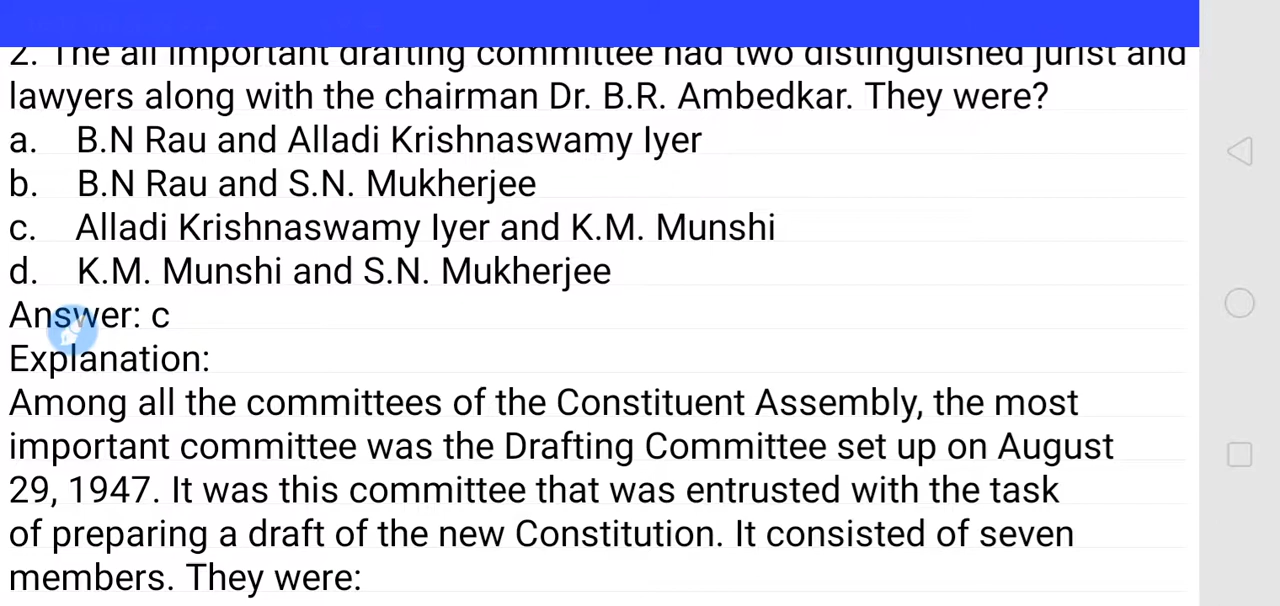 2. The all important drafting committee had two distinguished jurist and
lawyers along with the chairman Dr. B.R. Ambedkar. They were?
a. B.N Rau and Alladi Krishnaswamy Iyer
b. B.N Rau and S.N. Mukherjee
c. Alladi Krishnaswamy Iyer and K.M. Munshi
d. K.M. Munshi and S.N. Mukherjee
Answer: c
Explanation:
Among all the committees of the Constituent Assembly, the most
important committee was the Drafting Committee set up on August
29, 1947. It was this committee that was entrusted with the task
of preparing a draft of the new Constitution. It consisted of seven
members. They were: